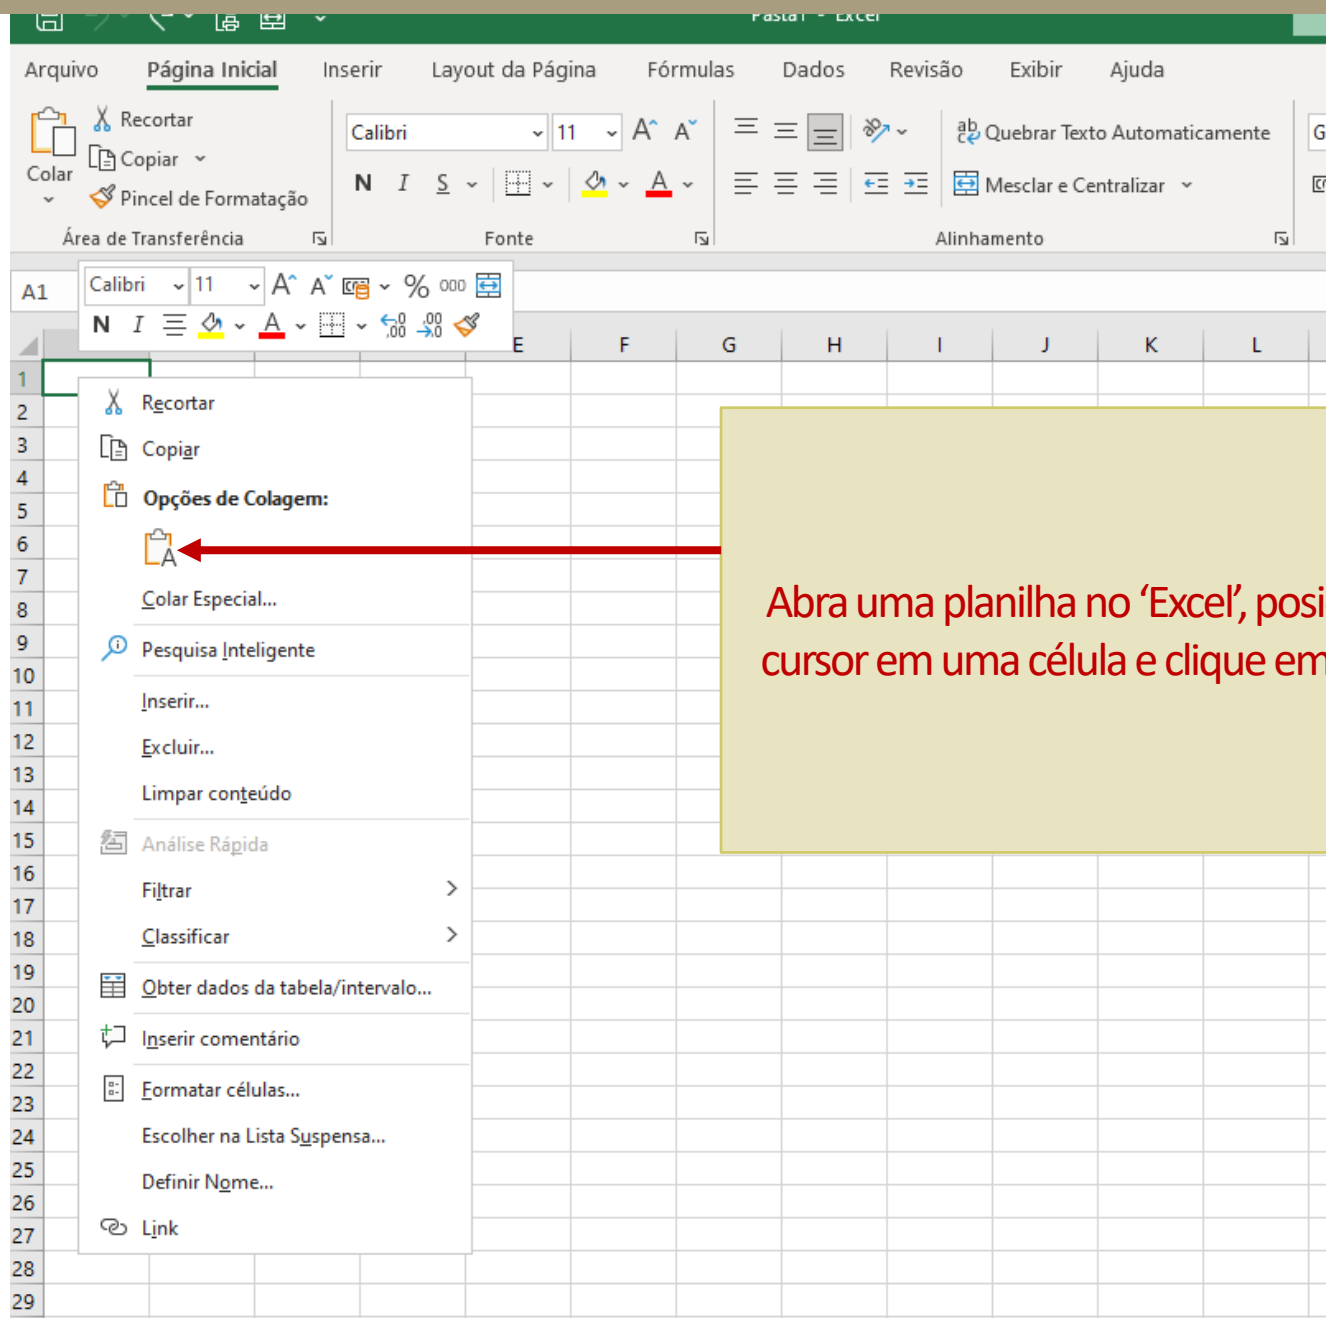 Pasta1 - Excel
Arquivo Página Inicial Inserir Layout da Página Fórmulas Dados Revisão Exibir Ajuda
Recortar
Copiar
Pincel de Formatação
Colar
Calibri 11 A A
N I S A
ab Quebrar Texto Automaticamente
Mesclar e Centralizar
G
Área de Transferência Fonte Alinhamento
A1
Calibri 11 A A % 000
N I A ,00 ,00
E F G H I J K L
1
2
3
4
5
6
7
8
9
10
11
12
13
14
15
16
17
18
19
20
21
22
23
24
25
26
27
28
29
Recortar
Copiar
Opções de Colagem:
A
Colar Especial...
Pesquisa Inteligente
Inserir...
Excluir...
Limpar conteúdo
Análise Rápida
Filtrar
Classificar
Obter dados da tabela/intervalo...
Inserir comentário
Formatar células...
Escolher na Lista Suspensa...
Definir Nome...
Link
Abra uma planilha no ‘Excel’, posi
cursor em uma célula e clique em